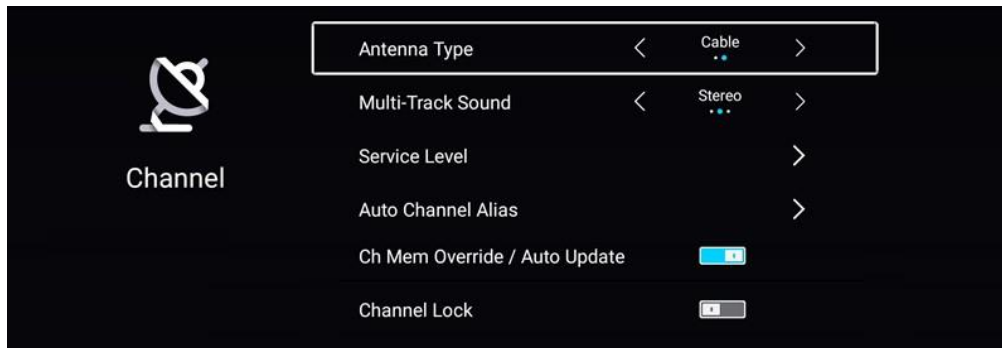 Channel
Antenna Type Cable
Multi-Track Sound Stereo
Service Level
Auto Channel Alias
Ch Mem Override / Auto Update
Channel Lock